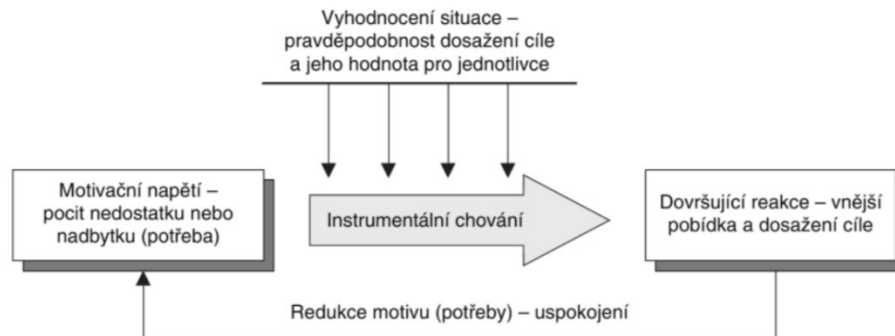 Vyhodnocení situace –
pravděpodobnost dosažení cíle
a jeho hodnota pro jednotlivce
Motivační napětí –
pocit nedostatku nebo
nadbytku (potřeba)
Instrumentální chování
Dovršující reakce – vnější
pobídka a dosažení cíle
Redukce motivu (potřeby) – uspokojení